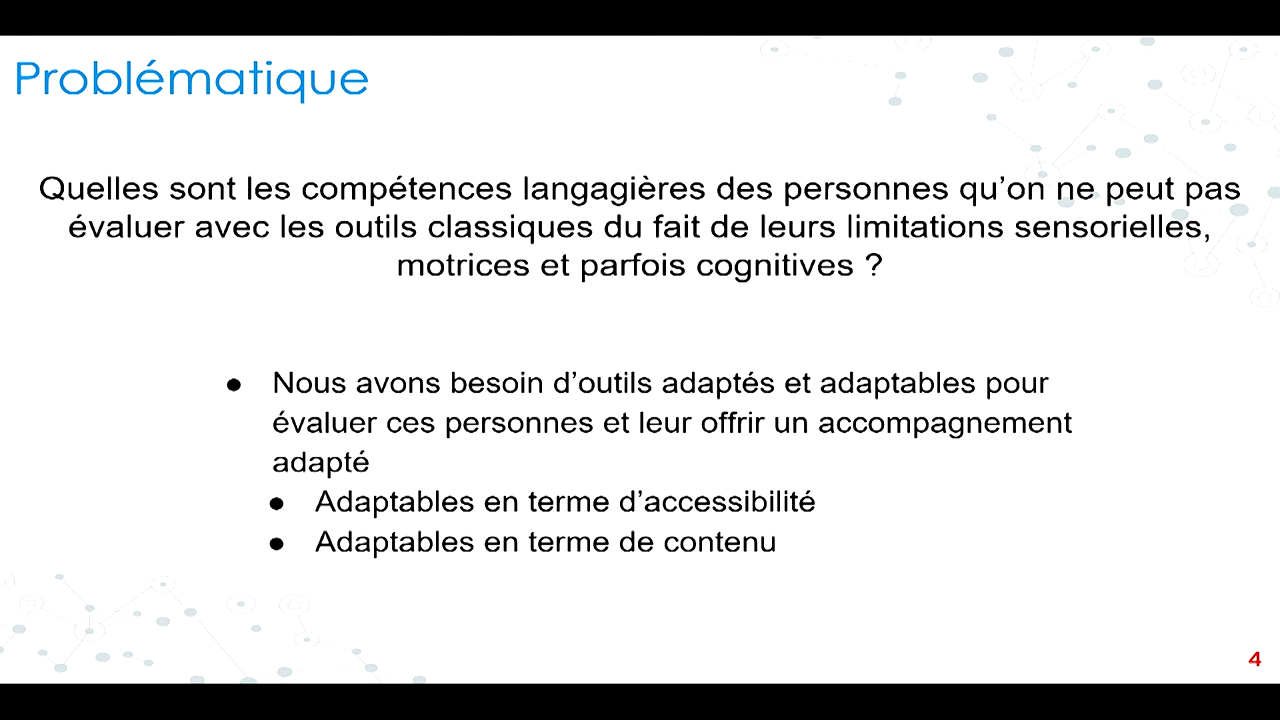 Problématique
Quelles sont les compétences langagières des personnes qu’on ne peut pas
évaluer avec les outils classiques du fait de leurs limitations sensorielles,
motrices et parfois cognitives ?
● Nous avons besoin d’outils adaptés et adaptables pour
évaluer ces personnes et leur offrir un accompagnement
adapté
● Adaptables en terme d’accessibilité
● Adaptables en terme de contenu
4